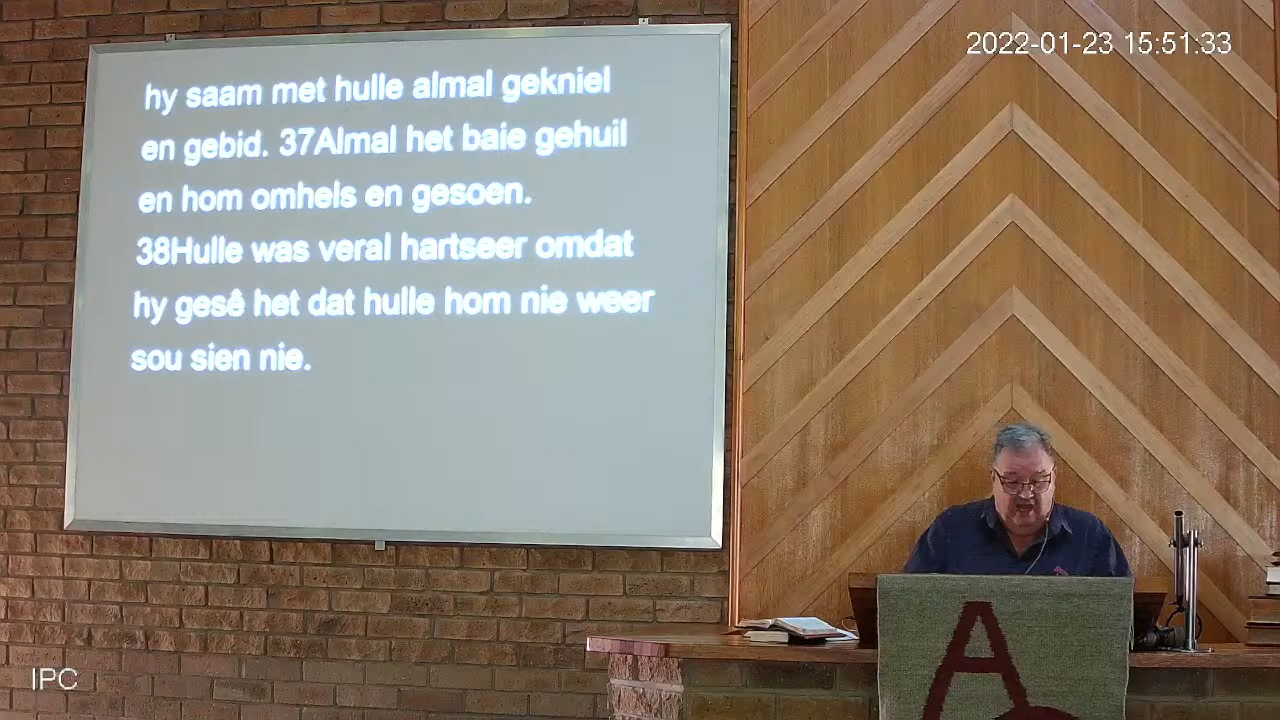 2022-01-23 15:51:33
hy saam met hulle almal gekniel
en gebid. 37Almal het baie gehuil
en hom omhels en gesoen.
38Hulle was veral hartseer omdat
hy gesê het dat hulle hom nie weer
sou sien nie.
A
IPC